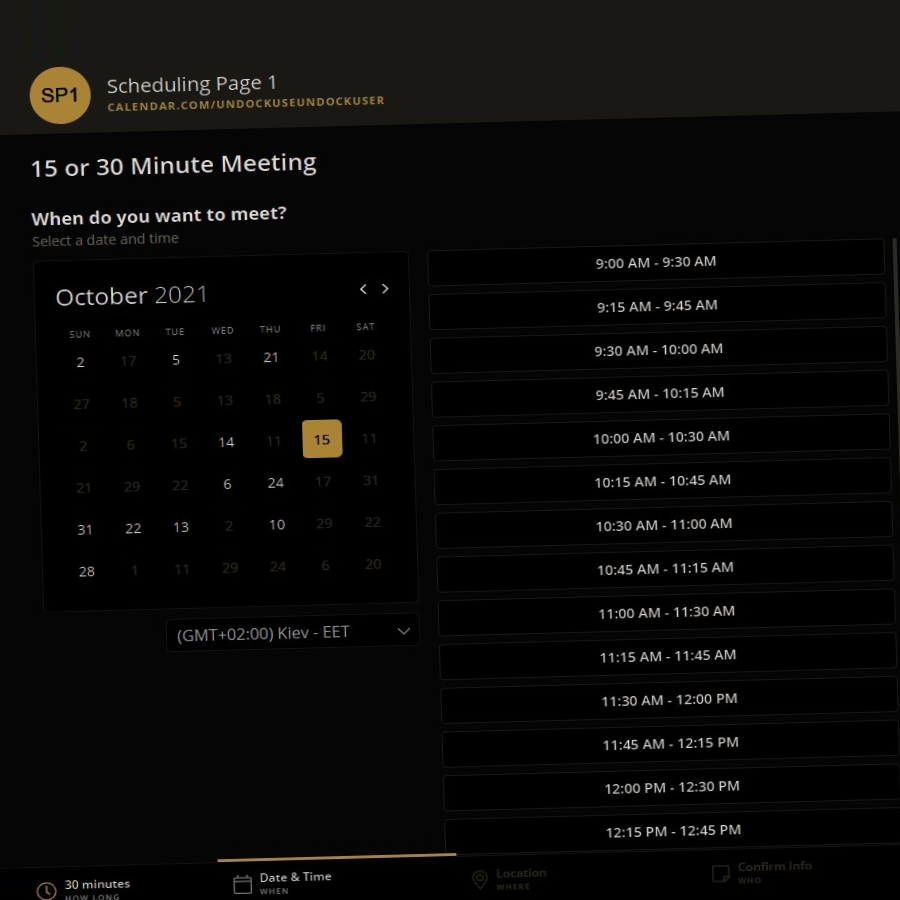 SP1
Scheduling Page 1
CALENDAR.COM/UNDOCKUSEUNDOCKUSER
15 or 30 Minute Meeting
When do you want to meet?
Select a date and time
October 2021
SUN MON TUE WED THU FRI SAT
2 17 5 13 21 14 20
27 18 5 13 18 5 29
2 6 15 14 11 15 11
21 29 22 6 24 17 31
31 22 13 2 10 29 22
28 1 11 29 24 6 20
(GMT+02:00) Kiev - EET
9:00 AM - 9:30 AM
9:15 AM - 9:45 AM
9:30 AM - 10:00 AM
9:45 AM - 10:15 AM
10:00 AM - 10:30 AM
10:15 AM - 10:45 AM
10:30 AM - 11:00 AM
10:45 AM - 11:15 AM
11:00 AM - 11:30 AM
11:15 AM - 11:45 AM
11:30 AM - 12:00 PM
11:45 AM - 12:15 PM
12:00 PM - 12:30 PM
12:15 PM - 12:45 PM
30 minutes
HOW LONG
Date & Time
WHEN
Location
WHERE
Confirm Info
WHO